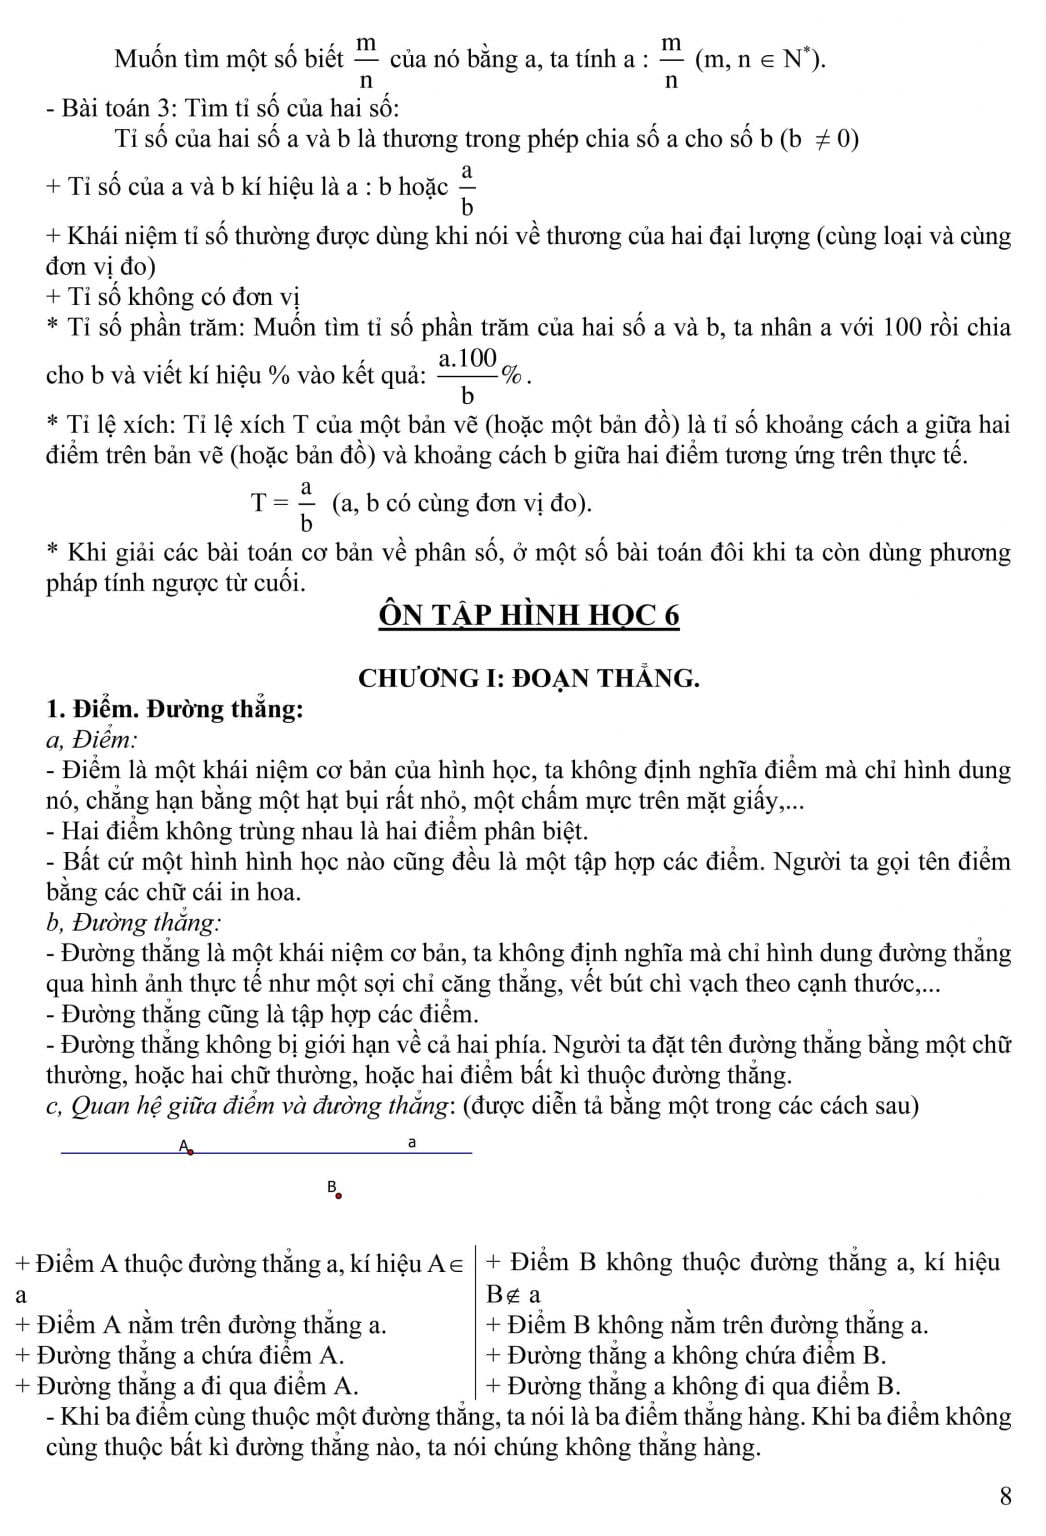 Muốn tìm một số biết m/n của nó bằng a, ta tính a : m/n (m, n ∈ N*).
- Bài toán 3: Tìm tỉ số của hai số:
Tỉ số của hai số a và b là thương trong phép chia số a cho số b (b ≠ 0)
+ Tỉ số của a và b kí hiệu là a : b hoặc a/b
+ Khái niệm tỉ số thường được dùng khi nói về thương của hai đại lượng (cùng loại và cùng
đơn vị đo)
+ Tỉ số không có đơn vị
* Tỉ số phần trăm: Muốn tìm tỉ số phần trăm của hai số a và b, ta nhân a với 100 rồi chia
cho b và viết kí hiệu % vào kết quả: a.100/b %.
* Tỉ lệ xích: Tỉ lệ xích T của một bản vẽ (hoặc một bản đồ) là tỉ số khoảng cách a giữa hai
điểm trên bản vẽ (hoặc bản đồ) và khoảng cách b giữa hai điểm tương ứng trên thực tế.
T = a/b (a, b có cùng đơn vị đo).
* Khi giải các bài toán cơ bản về phân số, ở một số bài toán đôi khi ta còn dùng phương
pháp tính ngược từ cuối.
ÔN TẬP HÌNH HỌC 6
CHƯƠNG I: ĐOẠN THẲNG.
1. Điểm. Đường thẳng:
a, Điểm:
- Điểm là một khái niệm cơ bản của hình học, ta không định nghĩa điểm mà chỉ hình dung
nó, chẳng hạn bằng một hạt bụi rất nhỏ, một chấm mực trên mặt giấy,...
- Hai điểm không trùng nhau là hai điểm phân biệt.
- Bất cứ một hình hình học nào cũng đều là một tập hợp các điểm. Người ta gọi tên điểm
bằng các chữ cái in hoa.
b, Đường thẳng:
- Đường thẳng là một khái niệm cơ bản, ta không định nghĩa mà chỉ hình dung đường thẳng
qua hình ảnh thực tế như một sợi chỉ căng thẳng, vết bút chì vạch theo cạnh thước,...
- Đường thẳng cũng là tập hợp các điểm.
- Đường thẳng không bị giới hạn về cả hai phía. Người ta đặt tên đường thẳng bằng một chữ
thường, hoặc hai chữ thường, hoặc hai điểm bất kì thuộc đường thẳng.
c, Quan hệ giữa điểm và đường thẳng: (được diễn tả bằng một trong các cách sau)
A a
B
+ Điểm A thuộc đường thẳng a, kí hiệu A ∈
a
+ Điểm A nằm trên đường thẳng a.
+ Đường thẳng a chứa điểm A.
+ Đường thẳng a đi qua điểm A.
+ Điểm B không thuộc đường thẳng a, kí hiệu
B ∉ a
+ Điểm B không nằm trên đường thẳng a.
+ Đường thẳng a không chứa điểm B.
+ Đường thẳng a không đi qua điểm B.
- Khi ba điểm cùng thuộc một đường thẳng, ta nói là ba điểm thẳng hàng. Khi ba điểm không
cùng thuộc bất kì đường thẳng nào, ta nói chúng không thẳng hàng.
8